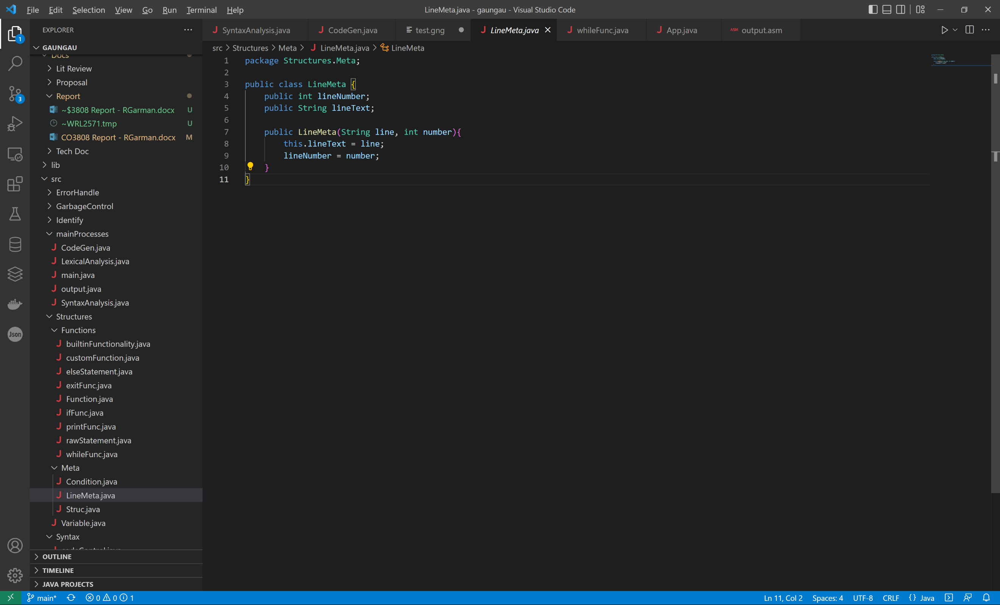 File Edit Selection View Go Run Terminal Help
LineMeta.java - gaungau - Visual Studio Code
EXPLORER
1
3
Json
GAUNGAU
Docs
Lit Review
Proposal
Report
~$3808 Report - RGarman.docx U
~WRL2571.tmp U
CO3808 Report - RGarman.docx M
Tech Doc
lib
src
ErrorHandle
GarbageControl
Identify
mainProcesses
CodeGen.java
LexicalAnalysis.java
main.java
output.java
SyntaxAnalysis.java
Structures
Functions
builtinFunctionality.java
customFunction.java
elseStatement.java
exitFunc.java
Function.java
ifFunc.java
printFunc.java
rawStatement.java
whileFunc.java
Meta
Condition.java
LineMeta.java
Struc.java
Variable.java
Syntax
OUTLINE
TIMELINE
JAVA PROJECTS
SyntaxAnalysis.java CodeGen.java test.gng LineMeta.java whileFunc.java App.java ASM output.asm
src > Structures > Meta > LineMeta.java > LineMeta
1 package Structures.Meta;
2
3 public class LineMeta {
4 public int lineNumber;
5 public String lineText;
6
7 public LineMeta(String line, int number){
8 this.lineText = line;
9 lineNumber = number;
10 }
11 }
main* 0 0 1
Ln 11, Col 2 Spaces: 4 UTF-8 CRLF {} Java